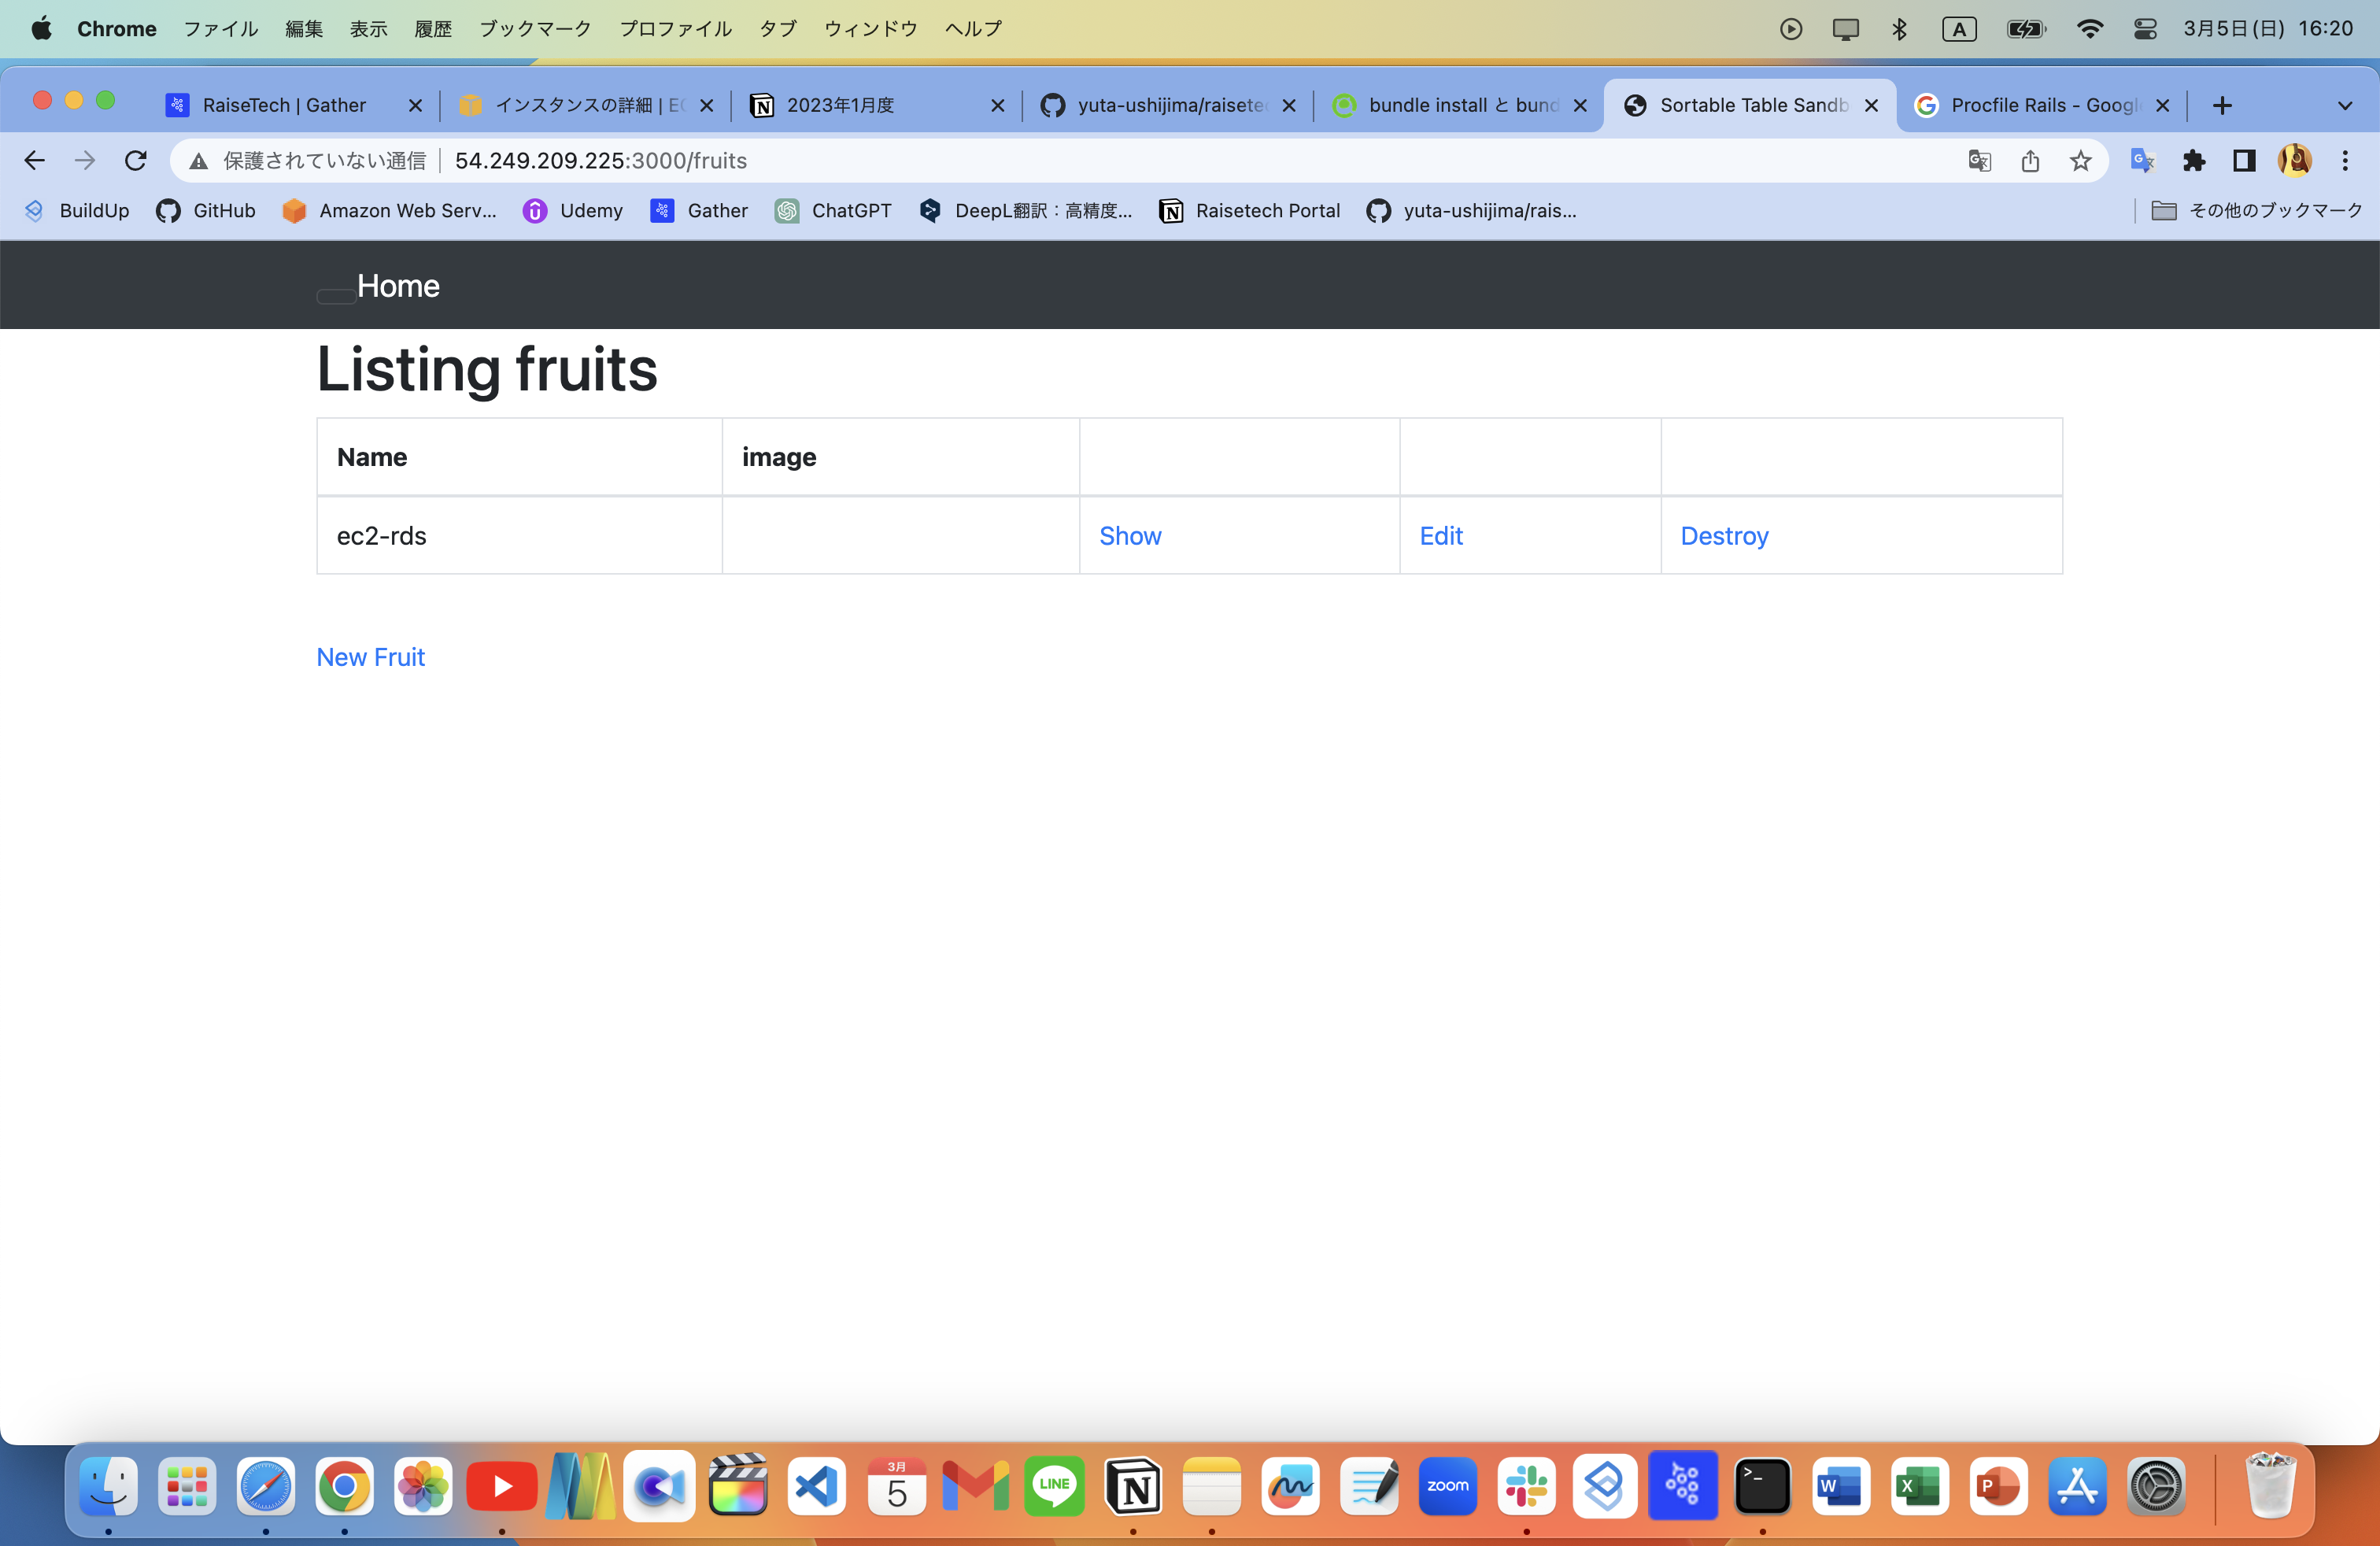 Chrome ファイル 編集 表示 履歴 ブックマーク プロファイル タブ ウィンドウ ヘルプ A 3月5日(日) 16:20
RaiseTech | Gather インスタンスの詳細 | EC 2023年1月度 yuta-ushijima/raisetec bundle install と bund Sortable Table Sandb Procfile Rails - Google
保護されていない通信 54.249.209.225:3000/fruits
BuildUp GitHub Amazon Web Serv... Udemy Gather ChatGPT DeepL翻訳：高精度... Raisetech Portal yuta-ushijima/rais... その他のブックマーク
Home
Listing fruits
Name image
ec2-rds Show Edit Destroy
New Fruit
3月
5
LINE
zoom
W
X
P